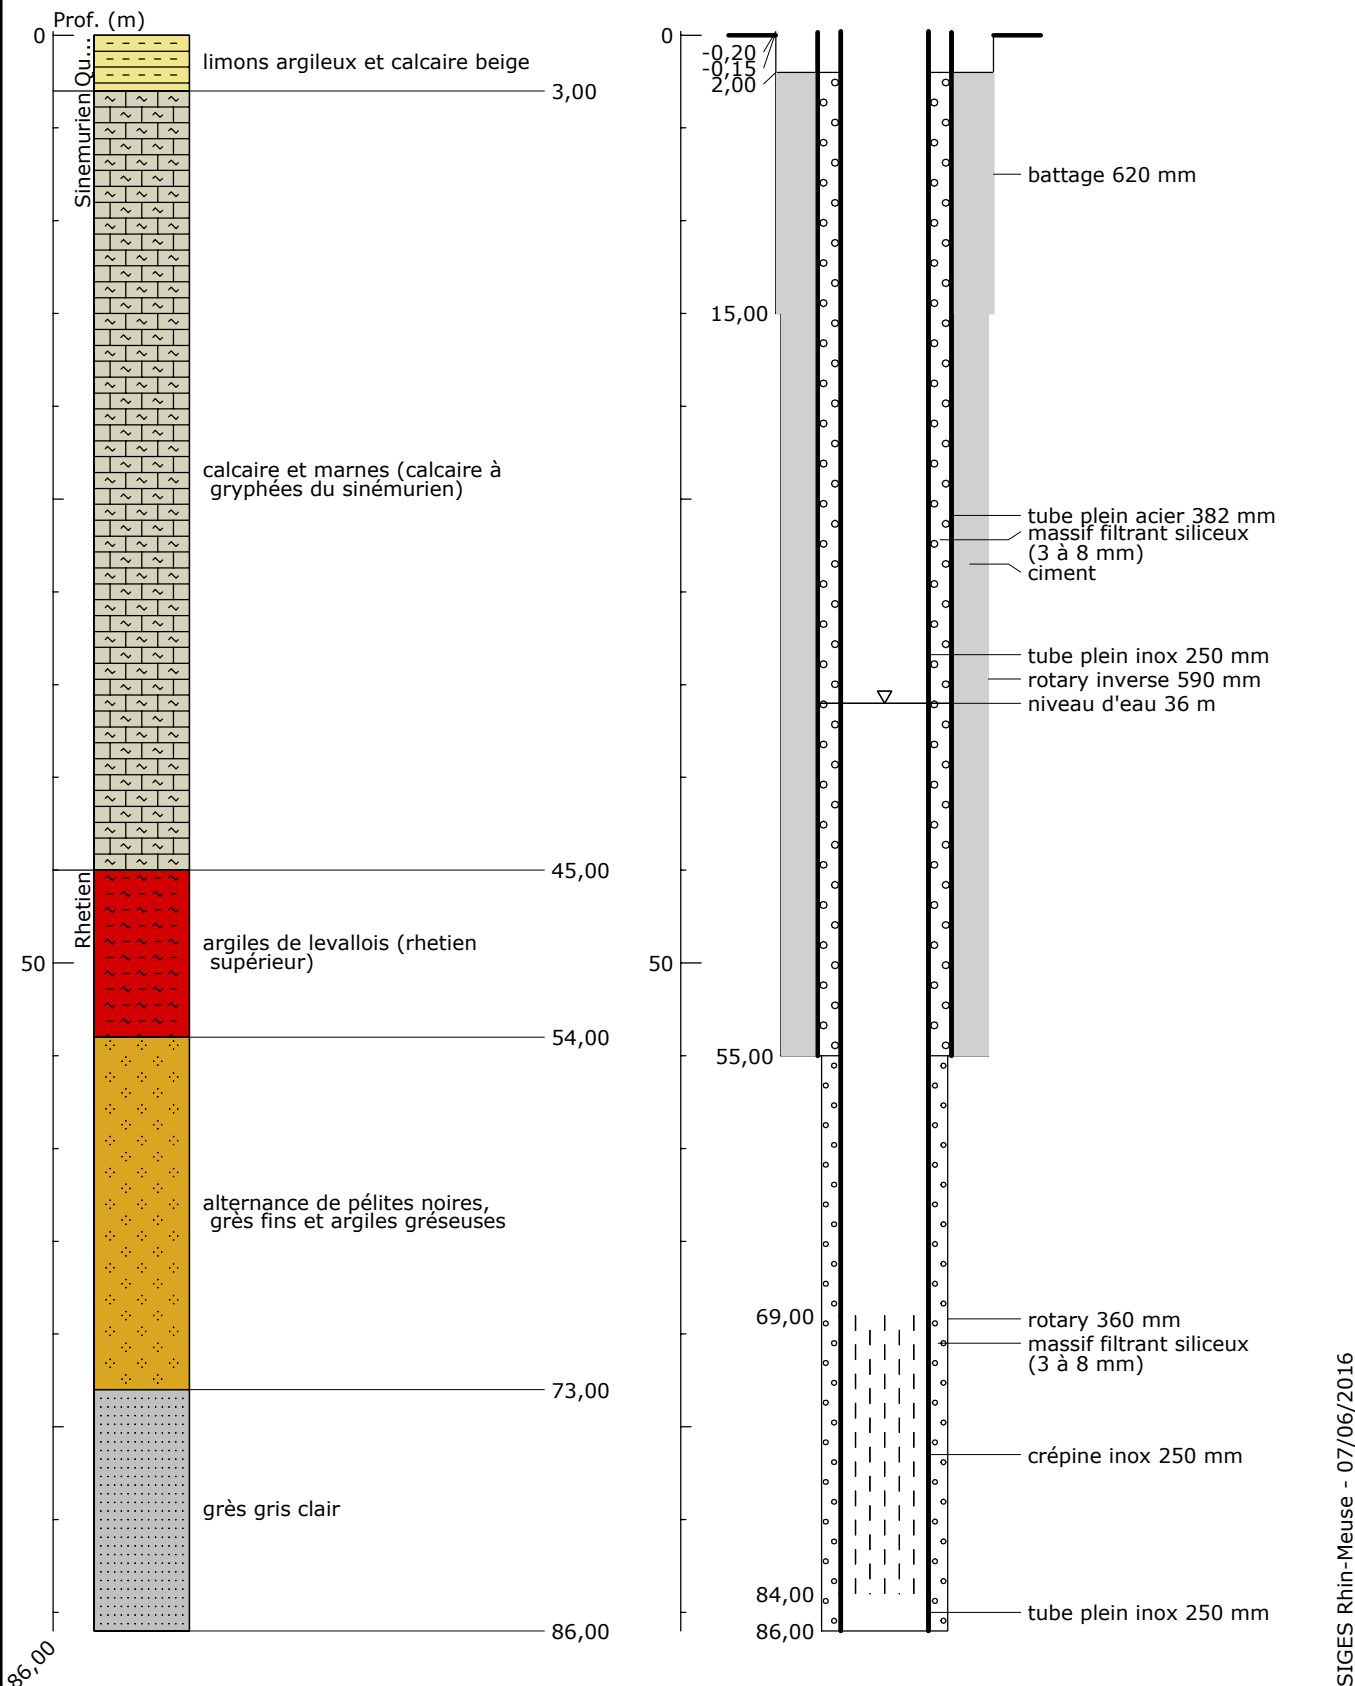 Prof. (m)
0
Qu...
limons argileux et calcaire beige
3,00
Sinemurien
calcaire et marnes (calcaire à
gryphées du sinémurien)
45,00
Rhetien
argiles de levallois (rhetien
supérieur)
50
54,00
alternance de pélites noires,
grès fins et argiles gréseuses
73,00
grès gris clair
86,00
86,00
0
-0,20
-0,15
2,00
battage 620 mm
15,00
tube plein acier 382 mm
massif filtrant siliceux
(3 à 8 mm)
ciment
tube plein inox 250 mm
rotary inverse 590 mm
niveau d'eau 36 m
50
55,00
69,00
rotary 360 mm
massif filtrant siliceux
(3 à 8 mm)
crépine inox 250 mm
84,00
tube plein inox 250 mm
86,00
SIGES Rhin-Meuse - 07/06/2016